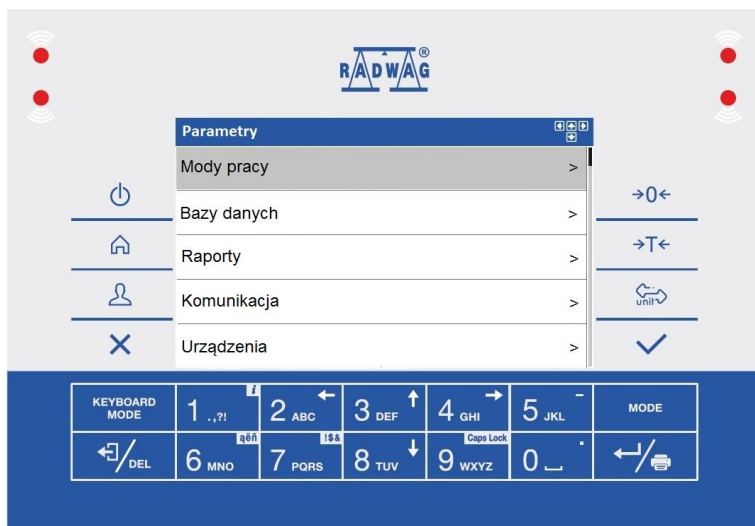 RADWAG®
Parametry
Mody pracy >
Bazy danych >
Raporty >
Komunikacja >
Urządzenia >
→0←
→T←
unit
KEYBOARD MODE
1 .,?! i
2 ABC ←
3 DEF ↑
4 GHI →
5 JKL -
MODE
DEL
6 MNO ąêñ
7 PQRS !$&
8 TUV ↓
9 WXYZ Caps Lock
0 .